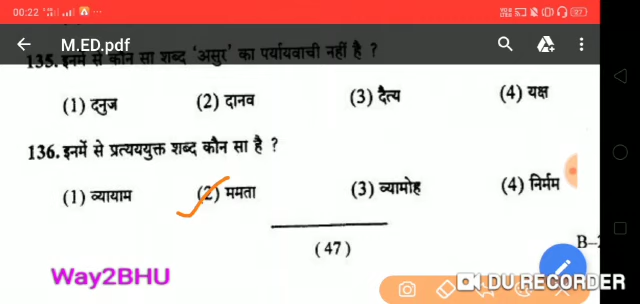 00:22
M.ED.pdf
135. इनमें से कौन सा शब्द 'असुर' का पर्यायवाची नहीं है ?
(1) दनुज (2) दानव (3) दैत्य (4) यक्ष
136. इनमें से प्रत्यययुक्त शब्द कौन सा है ?
(1) व्यायाम (2) ममता (3) व्यामोह (4) निर्मम
(47)
Way2BHU
DU RECORDER